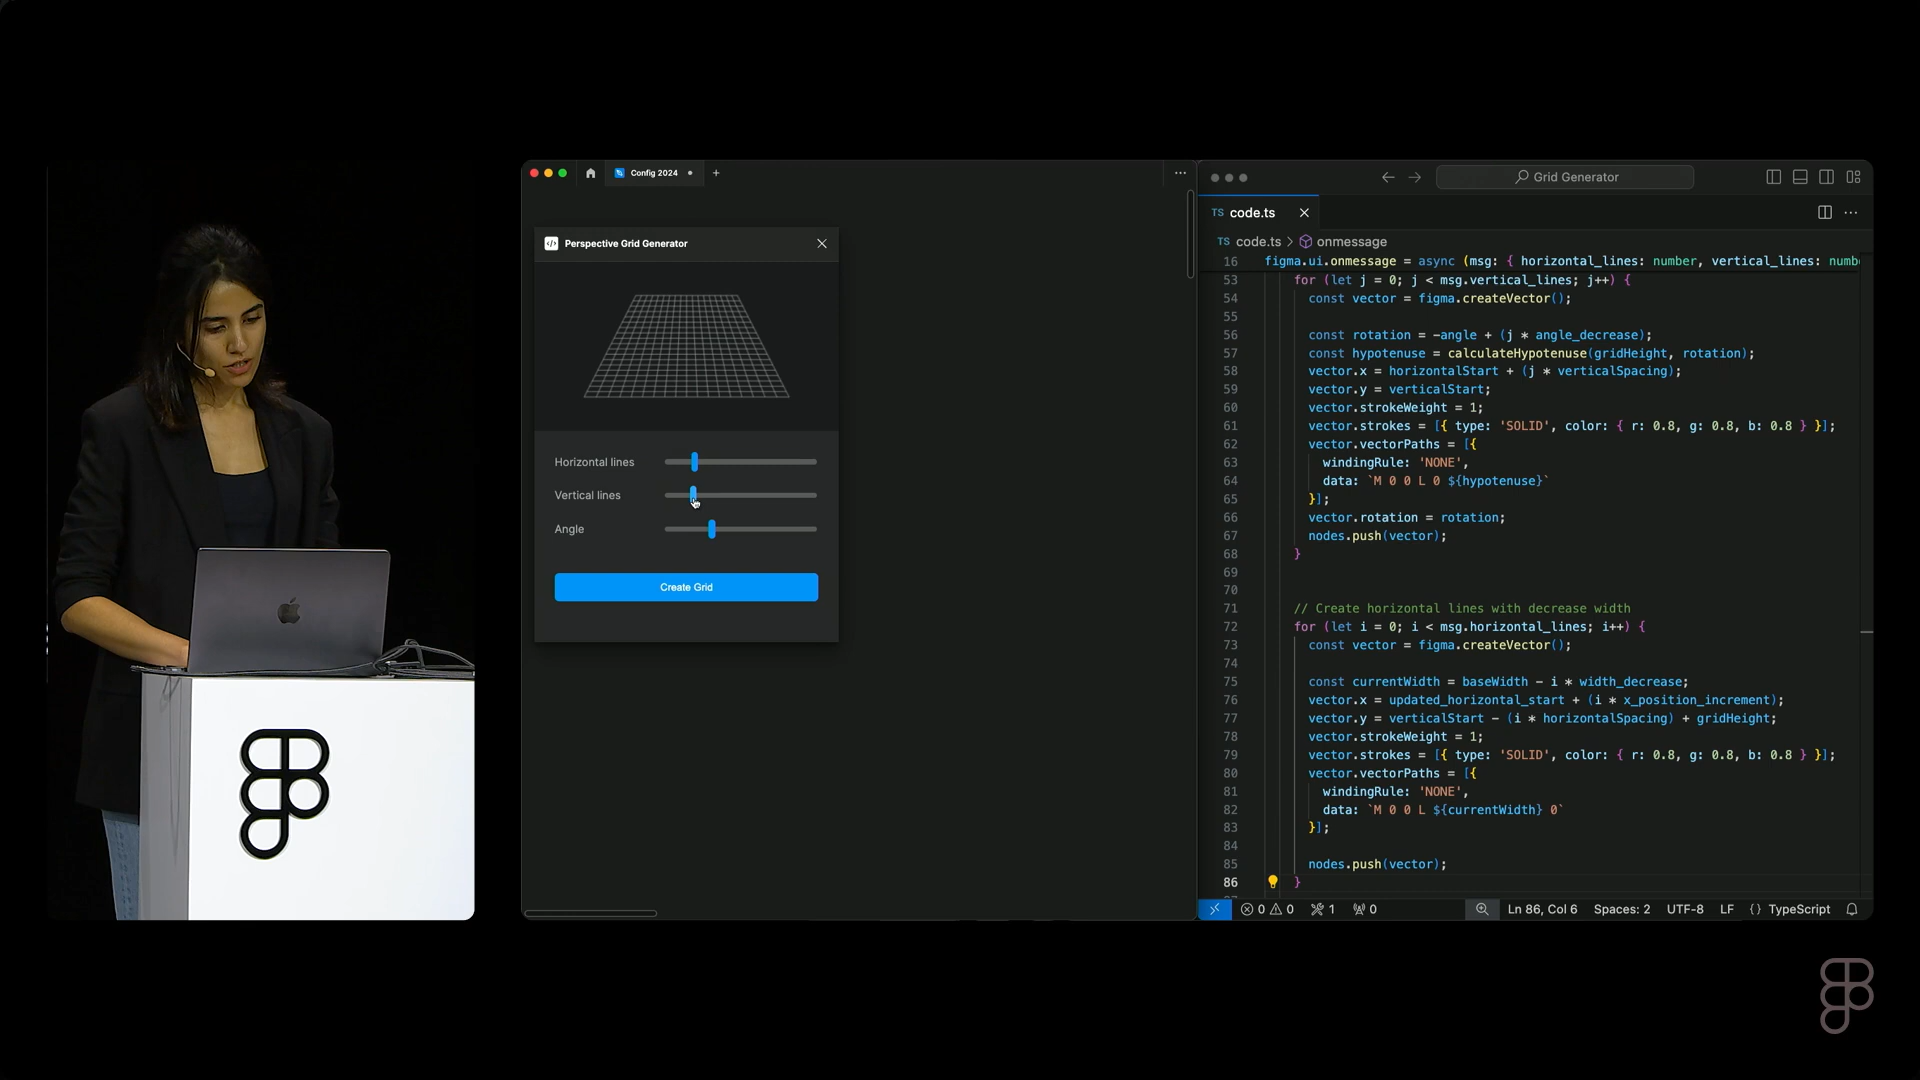 Config 2024
Perspective Grid Generator
Horizontal lines
Vertical lines
Angle
Create Grid
Grid Generator
TS code.ts
TS code.ts > onmessage
16 figma.ui.onmessage = async (msg: { horizontal_lines: number, vertical_lines: numb
53 for (let j = 0; j < msg.vertical_lines; j++) {
54 const vector = figma.createVector();
55
56 const rotation = -angle + (j * angle_decrease);
57 const hypotenuse = calculateHypotenuse(gridHeight, rotation);
58 vector.x = horizontalStart + (j * verticalSpacing);
59 vector.y = verticalStart;
60 vector.strokeWeight = 1;
61 vector.strokes = [{ type: 'SOLID', color: { r: 0.8, g: 0.8, b: 0.8 } }];
62 vector.vectorPaths = [{
63 windingRule: 'NONE',
64 data: `M 0 0 L 0 ${hypotenuse}`
65 }];
66 vector.rotation = rotation;
67 nodes.push(vector);
68 }
69
70
71 // Create horizontal lines with decrease width
72 for (let i = 0; i < msg.horizontal_lines; i++) {
73 const vector = figma.createVector();
74
75 const currentWidth = baseWidth - i * width_decrease;
76 vector.x = updated_horizontal_start + (i * x_position_increment);
77 vector.y = verticalStart - (i * horizontalSpacing) + gridHeight;
78 vector.strokeWeight = 1;
79 vector.strokes = [{ type: 'SOLID', color: { r: 0.8, g: 0.8, b: 0.8 } }];
80 vector.vectorPaths = [{
81 windingRule: 'NONE',
82 data: `M 0 0 L ${currentWidth} 0`
83 }];
84
85 nodes.push(vector);
86 }
0 0 1 0 Ln 86, Col 6 Spaces: 2 UTF-8 LF {} TypeScript